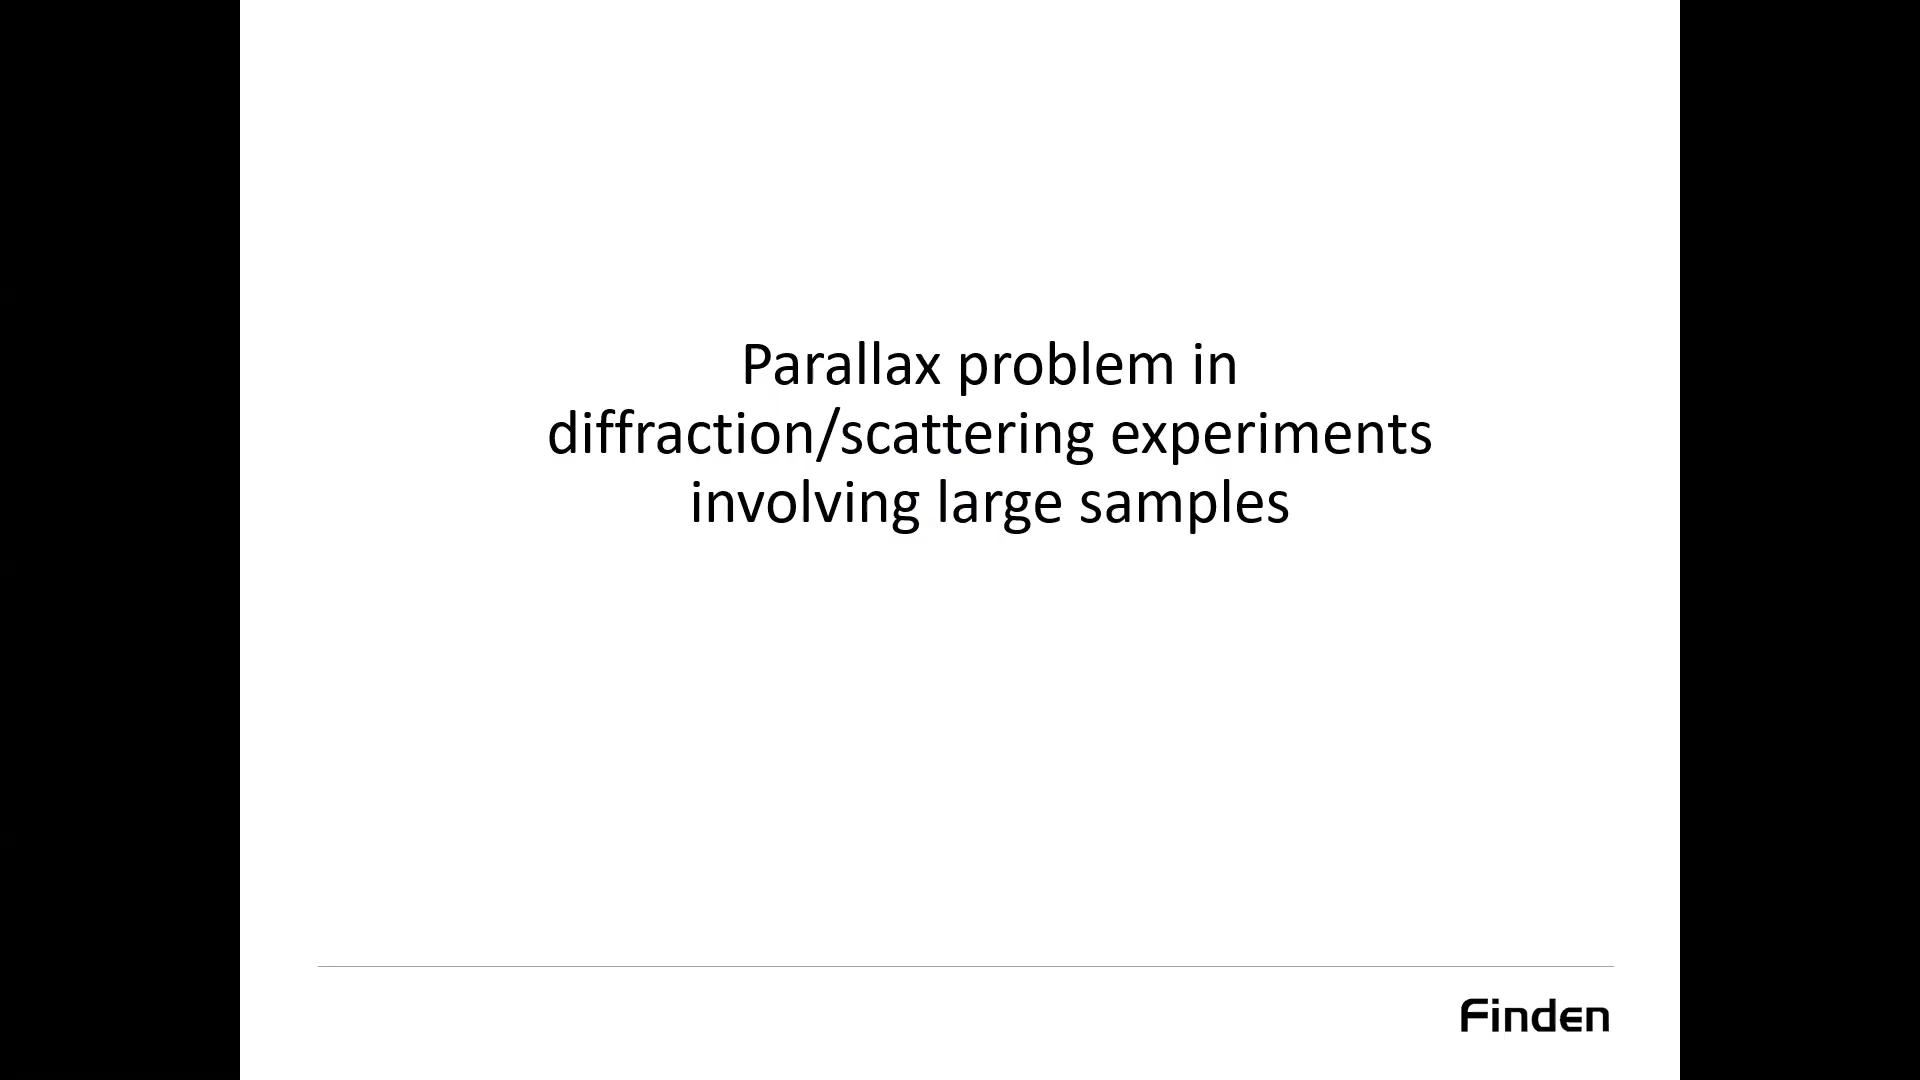 Parallax problem in
diffraction/scattering experiments
involving large samples
Finden